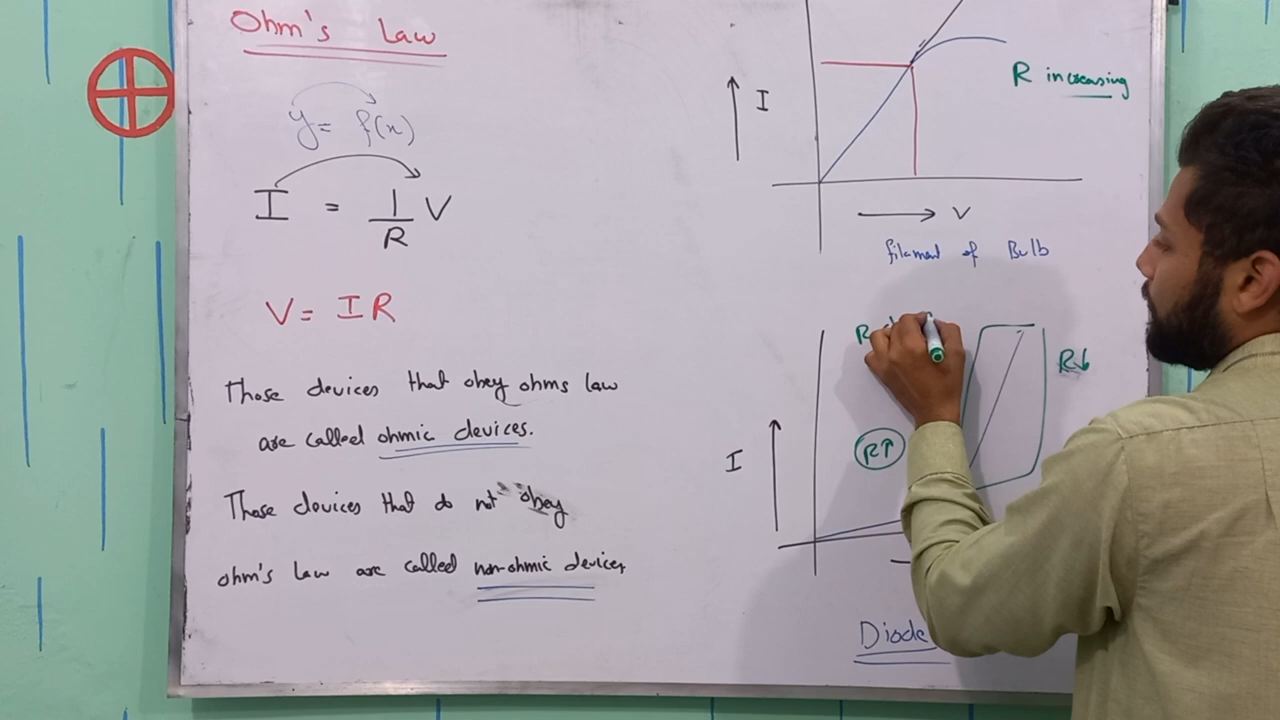 Ohm's Law
y = f(x)
I = 1/R V
V = IR
Those devices that obey ohms law
are called ohmic devices.
Those devices that do not obey
ohm's law are called non-ohmic devices
I
R increasing
V
filament of Bulb
R
R↓
I
R↑
Diode